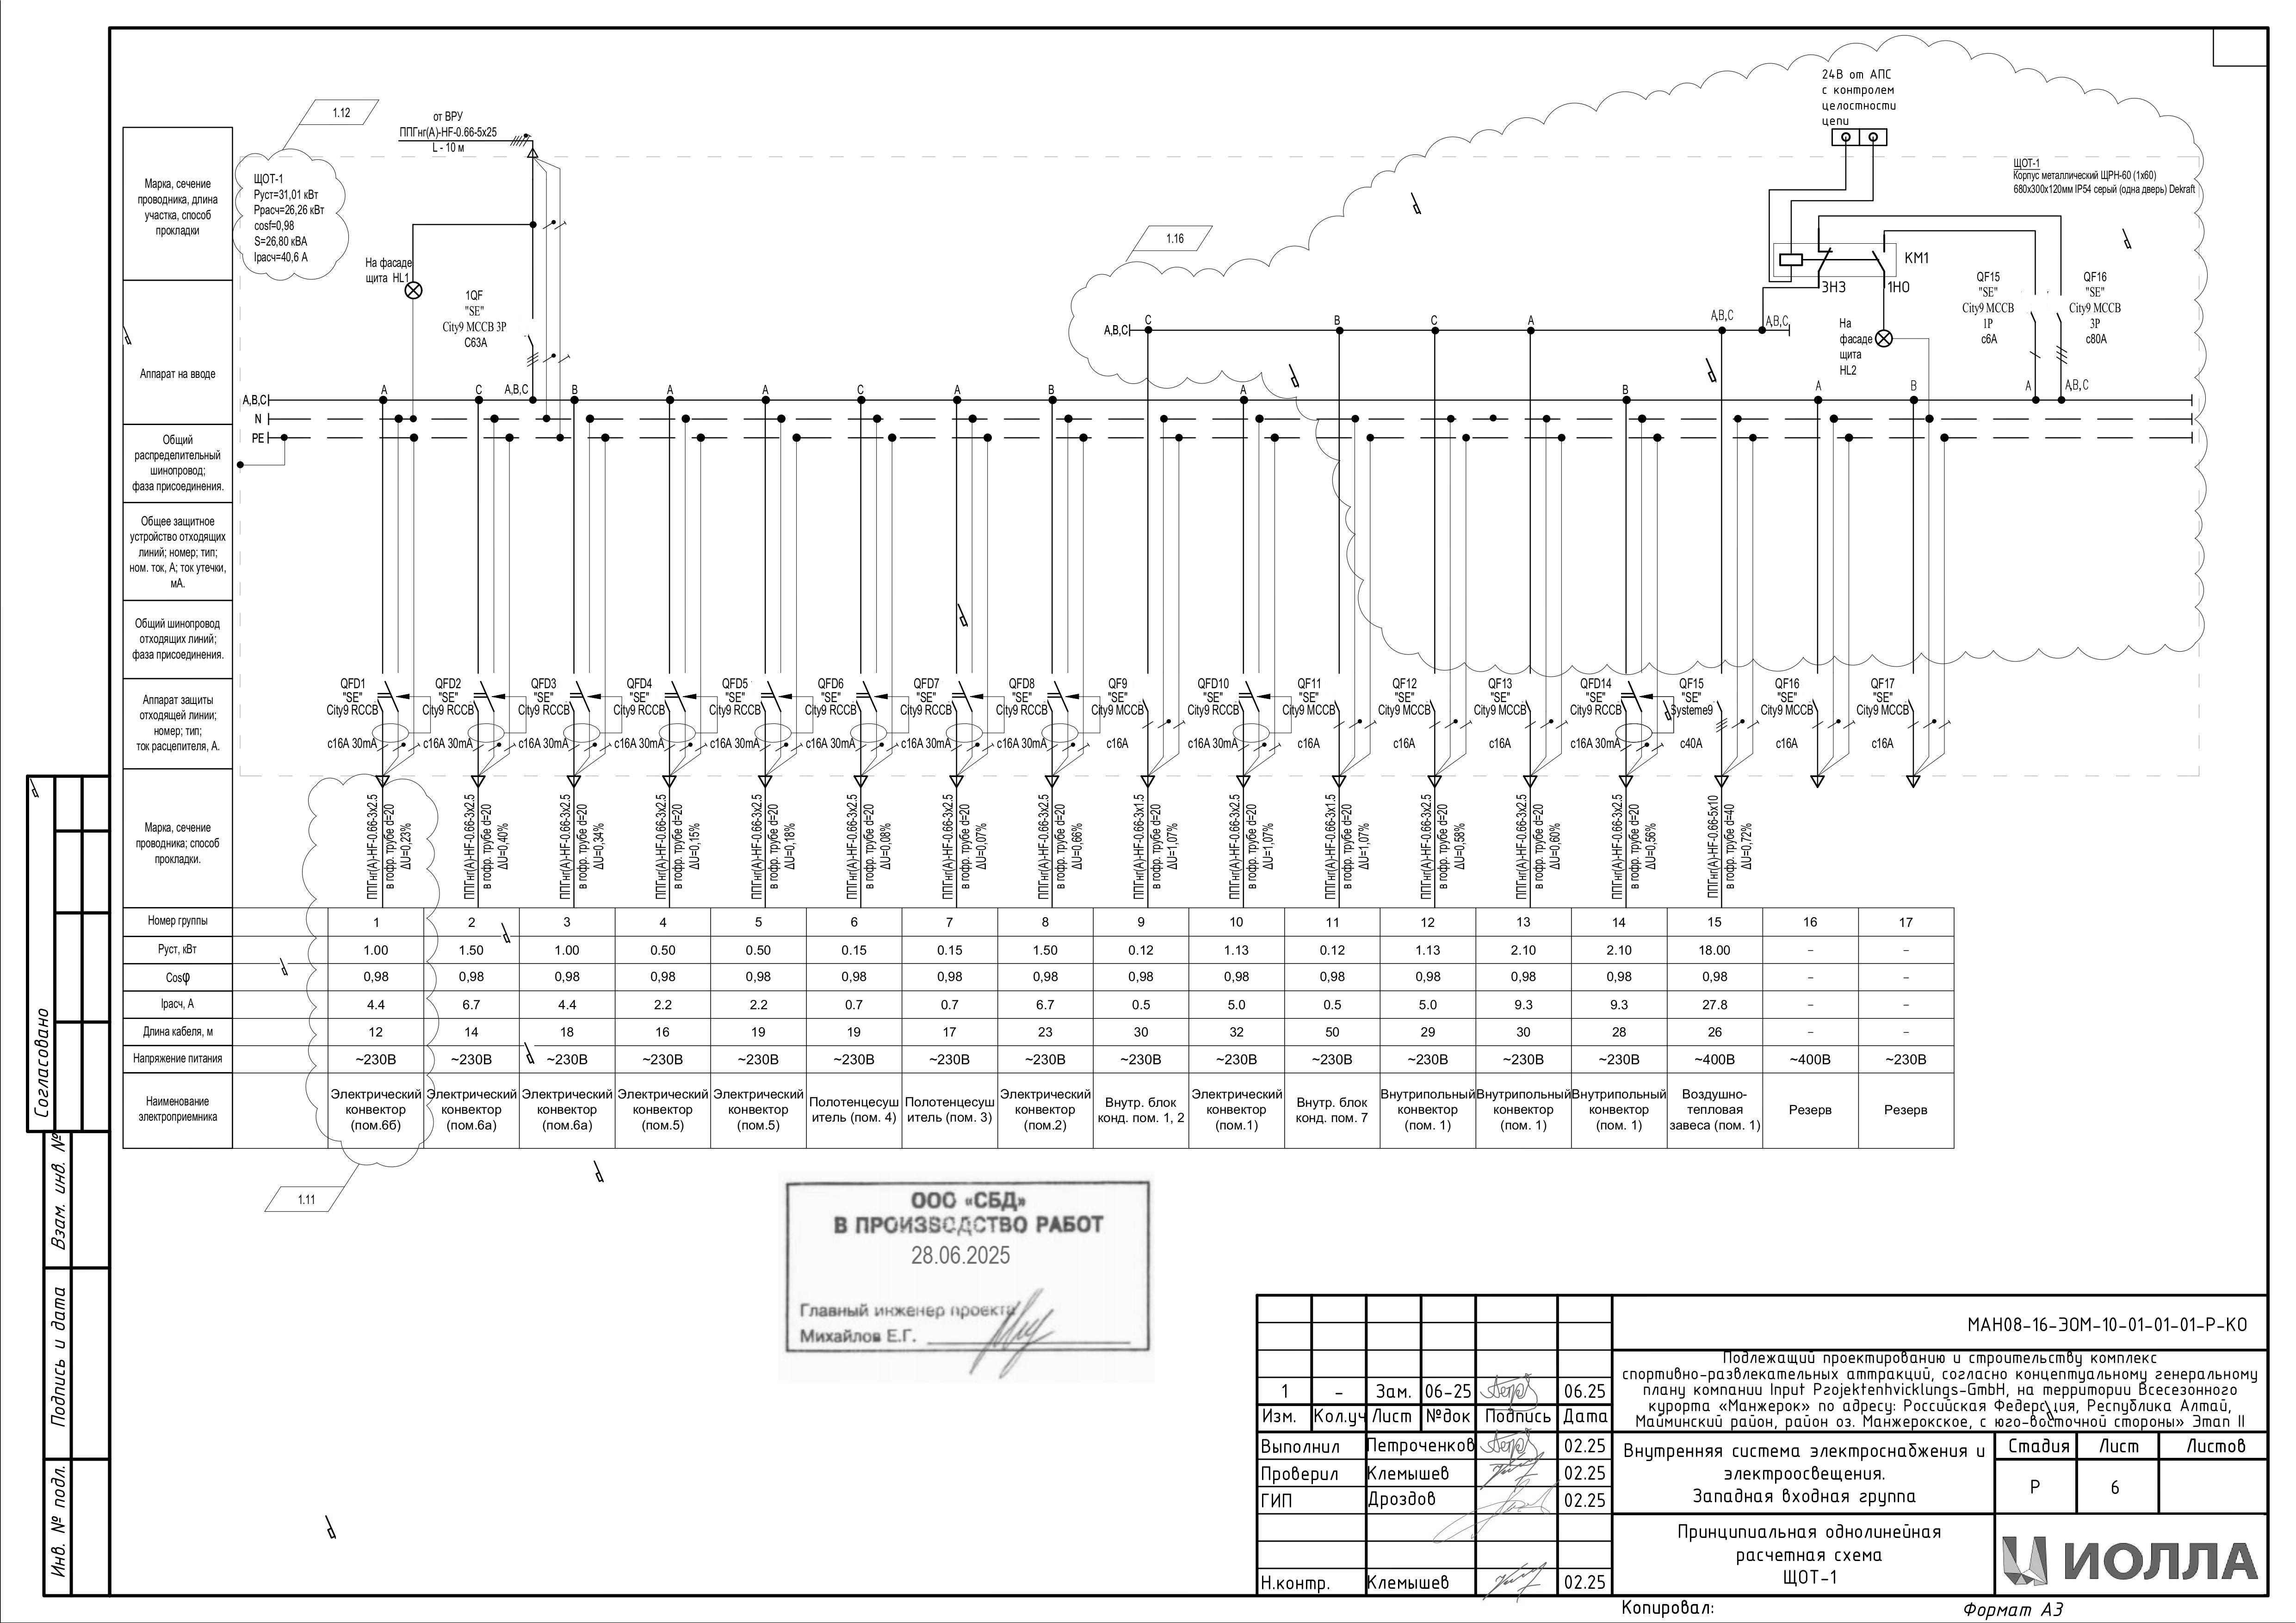 1.12
от ВРУ
ППГнг(А)-HF-0.66-5х25
L - 10 м
ЩОТ-1
Руст=31,01 кВт
Ррасч=26,26 кВт
cosf=0,98
S=26,80 кВА
Iрасч=40,6 А
На фасаде
щита HL1
1QF
"SE"
City9 MCCB 3P
C63A
24В от АПС
с контролем
целостности
цепи
ЩОТ-1
Корпус металлический ЩРН-60 (1х60)
680х300х120мм IP54 серый (одна дверь) Dekraft
1.16
KM1
3НЗ
1НО
На
фасаде
щита
HL2
QF15
"SE"
City9 MCCB
1P
c6A
QF16
"SE"
City9 MCCB
3P
c80A
A,B,C
C
B
C
A
A,B,C
A,B,C
A,B,C
N
PE
A
C
A,B,C
B
A
A
C
A
B
A
B
A
B
A
A,B,C
Марка, сечение
проводника, длина
участка, способ
прокладки
Аппарат на вводе
Общий
распределительный
шинопровод;
фаза присоединения.
Общее защитное
устройство отходящих
линий; номер; тип;
ном. ток, А; ток утечки,
мА.
Общий шинопровод
отходящих линий;
фаза присоединения.
Аппарат защиты
отходящей линии;
номер; тип;
ток расцепителя, А.
Марка, сечение
проводника; способ
прокладки.
QFD1 "SE" City9 RCCB c16A 30mA
QFD2 "SE" City9 RCCB c16A 30mA
QFD3 "SE" City9 RCCB c16A 30mA
QFD4 "SE" City9 RCCB c16A 30mA
QFD5 "SE" City9 RCCB c16A 30mA
QFD6 "SE" City9 RCCB c16A 30mA
QFD7 "SE" City9 RCCB c16A 30mA
QFD8 "SE" City9 RCCB c16A 30mA
QF9 "SE" City9 MCCB c16A
QFD10 "SE" City9 RCCB c16A 30mA
QF11 "SE" City9 MCCB c16A
QF12 "SE" City9 MCCB c16A
QF13 "SE" City9 MCCB c16A
QFD14 "SE" City9 RCCB c16A 30mA
QF15 "SE" Systeme9 c40A
QF16 "SE" City9 MCCB c16A
QF17 "SE" City9 MCCB c16A
ППГнг(А)-HF-0.66-3х2.5 в гофр. трубе d=20 ΔU=0,23%
ППГнг(А)-HF-0.66-3х2.5 в гофр. трубе d=20 ΔU=0,40%
ППГнг(А)-HF-0.66-3х2.5 в гофр. трубе d=20 ΔU=0,34%
ППГнг(А)-HF-0.66-3х2.5 в гофр. трубе d=20 ΔU=0,15%
ППГнг(А)-HF-0.66-3х2.5 в гофр. трубе d=20 ΔU=0,18%
ППГнг(А)-HF-0.66-3х2.5 в гофр. трубе d=20 ΔU=0,08%
ППГнг(А)-HF-0.66-3х2.5 в гофр. трубе d=20 ΔU=0,07%
ППГнг(А)-HF-0.66-3х2.5 в гофр. трубе d=20 ΔU=0,66%
ППГнг(А)-HF-0.66-3х1.5 в гофр. трубе d=20 ΔU=1,07%
ППГнг(А)-HF-0.66-3х2.5 в гофр. трубе d=20 ΔU=1,07%
ППГнг(А)-HF-0.66-3х1.5 в гофр. трубе d=20 ΔU=1,07%
ППГнг(А)-HF-0.66-3х2.5 в гофр. трубе d=20 ΔU=0,58%
ППГнг(А)-HF-0.66-3х2.5 в гофр. трубе d=20 ΔU=0,60%
ППГнг(А)-HF-0.66-3х2.5 в гофр. трубе d=20 ΔU=0,56%
ППГнг(А)-HF-0.66-5х10 в гофр. трубе d=40 ΔU=0,72%
Номер группы 1 2 3 4 5 6 7 8 9 10 11 12 13 14 15 16 17
Руст, кВт 1.00 1.50 1.00 0.50 0.50 0.15 0.15 1.50 0.12 1.13 0.12 1.13 2.10 2.10 18.00 – –
Cosφ 0,98 0,98 0,98 0,98 0,98 0,98 0,98 0,98 0,98 0,98 0,98 0,98 0,98 0,98 0,98 – –
Iрасч, А 4.4 6.7 4.4 2.2 2.2 0.7 0.7 6.7 0.5 5.0 0.5 5.0 9.3 9.3 27.8 – –
Длина кабеля, м 12 14 18 16 19 19 17 23 30 32 50 29 30 28 26 – –
Напряжение питания ~230В ~230В ~230В ~230В ~230В ~230В ~230В ~230В ~230В ~230В ~230В ~230В ~230В ~230В ~400В ~400В ~230В
Наименование
электроприемника
Электрический конвектор (пом.6б)
Электрический конвектор (пом.6а)
Электрический конвектор (пом.6а)
Электрический конвектор (пом.5)
Электрический конвектор (пом.5)
Полотенцесуш итель (пом. 4)
Полотенцесуш итель (пом. 3)
Электрический конвектор (пом.2)
Внутр. блок конд. пом. 1, 2
Электрический конвектор (пом.1)
Внутр. блок конд. пом. 7
Внутрипольный конвектор (пом. 1)
Внутрипольный конвектор (пом. 1)
Внутрипольный конвектор (пом. 1)
Воздушно- тепловая завеса (пом. 1)
Резерв
Резерв
1.11
ООО «СБД»
В ПРОИЗВОДСТВО РАБОТ
28.06.2025
Главный инженер проекта
Михайлов Е.Г.
Согласовано
Взам. инв. №
Подпись и дата
Инв. № подл.
МАН08-16-ЭОМ-10-01-01-01-Р-КО
Подлежащий проектированию и строительству комплекс
спортивно-развлекательных аттракций, согласно концептуальному генеральному
плану компании Input Projektenhvicklungs-GmbH, на территории Всесезонного
курорта «Манжерок» по адресу: Российская Федерация, Республика Алтай,
Майминский район, район оз. Манжерокское, с юго-восточной стороны» Этап II
1 - Зам. 06-25 06.25
Изм. Кол.уч Лист №док Подпись Дата
Выполнил Петроченков 02.25
Проверил Клемышев 02.25
ГИП Дроздов 02.25
Н.контр. Клемышев 02.25
Внутренняя система электроснабжения и
электроосвещения.
Западная входная группа
Стадия Лист Листов
Р 6
Принципиальная однолинейная
расчетная схема
ЩОТ-1
ИОЛЛА
Копировал:
Формат А3